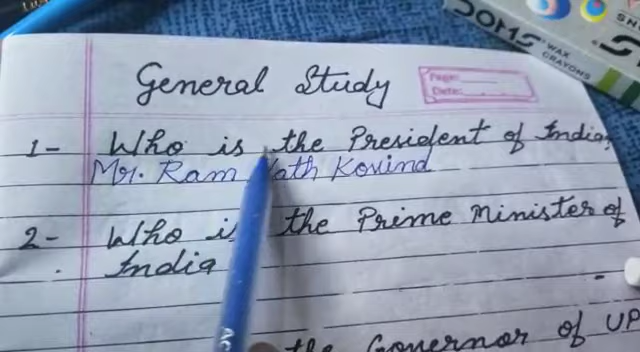 DOMS WAX CRAYONS
General Study
Page:
Date:
1- Who is the President of India?
Mr. Ram Nath Kovind
2- Who is the Prime Minister of
India
the Governor of UP